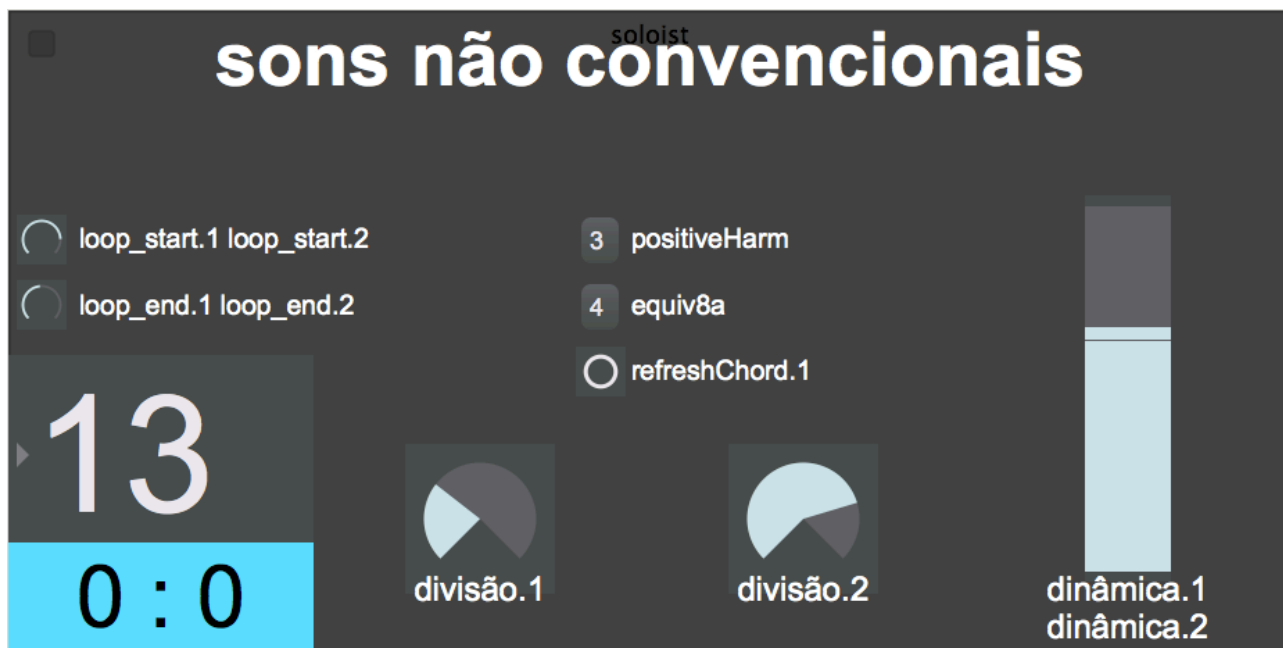 soloist
sons não convencionais
loop_start.1 loop_start.2
3 positiveHarm
loop_end.1 loop_end.2
4 equiv8a
refreshChord.1
13
0 : 0
divisão.1
divisão.2
dinâmica.1
dinâmica.2